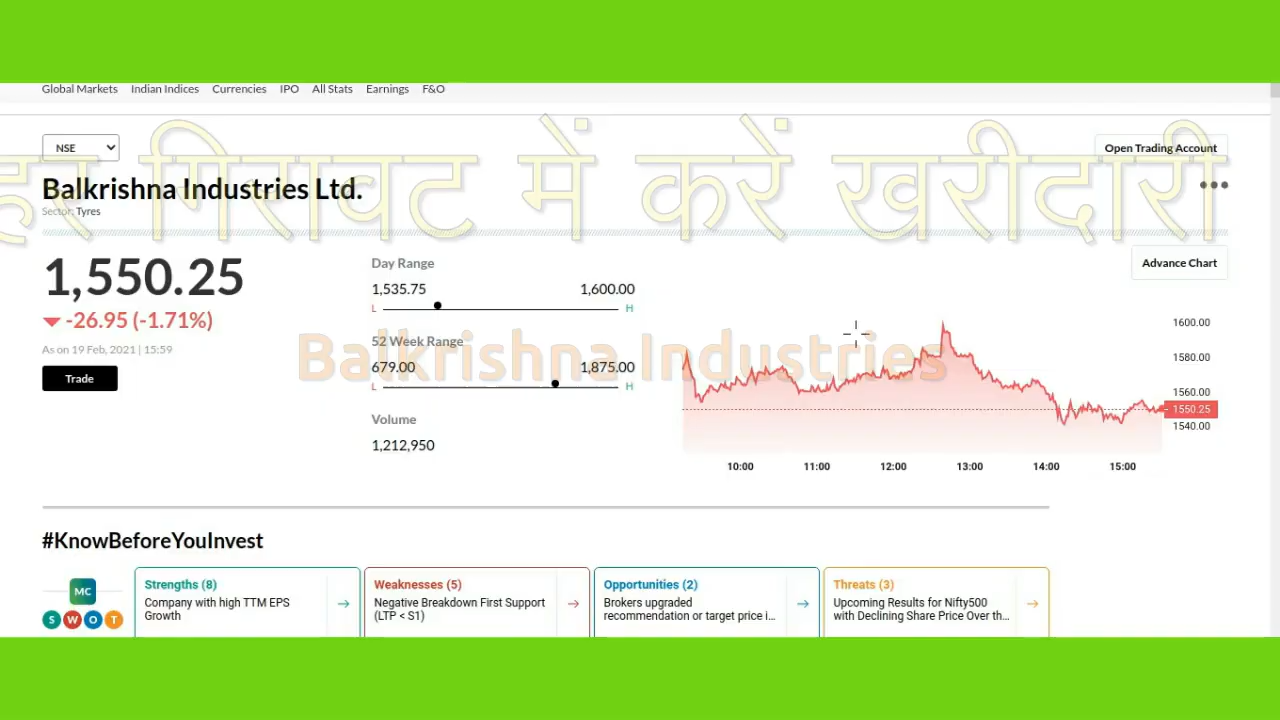 Global Markets Indian Indices Currencies IPO All Stats Earnings F&O
हर गिरावट में करें खरीदारी
NSE
Open Trading Account
Balkrishna Industries Ltd.
Sector: Tyres
1,550.25
-26.95 (-1.71%)
As on 19 Feb, 2021 | 15:59
Trade
Day Range
1,535.75 1,600.00
L H
52 Week Range
679.00 1,875.00
L H
Volume
1,212,950
Balkrishna Industries
Advance Chart
1600.00
1580.00
1560.00
1550.25
1540.00
10:00 11:00 12:00 13:00 14:00 15:00
#KnowBeforeYouInvest
MC
S W O T
Strengths (8)
Company with high TTM EPS
Growth
Weaknesses (5)
Negative Breakdown First Support
(LTP < S1)
Opportunities (2)
Brokers upgraded
recommendation or target price i...
Threats (3)
Upcoming Results for Nifty500
with Declining Share Price Over th...